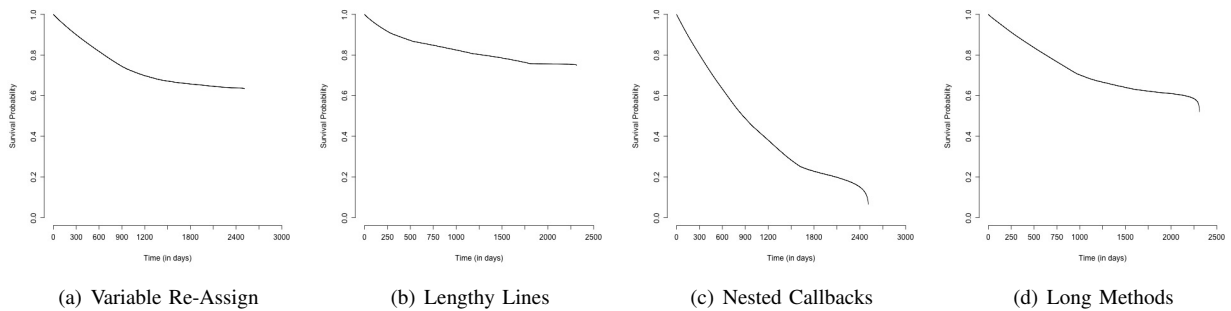 1.0
0.8
0.6
0.4
0.2
0.0
Survival Probability
0 300 600 900 1200 1800 2400 3000
Time (in days)
(a) Variable Re-Assign
1.0
0.8
0.6
0.4
0.2
0.0
Survival Probability
0 500 1000 1500 2000 2500
Time (in days)
(b) Lengthy Lines
1.0
0.8
0.6
0.4
0.2
0.0
Survival Probability
0 300 600 900 1200 1800 2400 3000
Time (in days)
(c) Nested Callbacks
1.0
0.8
0.6
0.4
0.2
0.0
Survival Probability
0 500 1000 1500 2000 2500
Time (in days)
(d) Long Methods